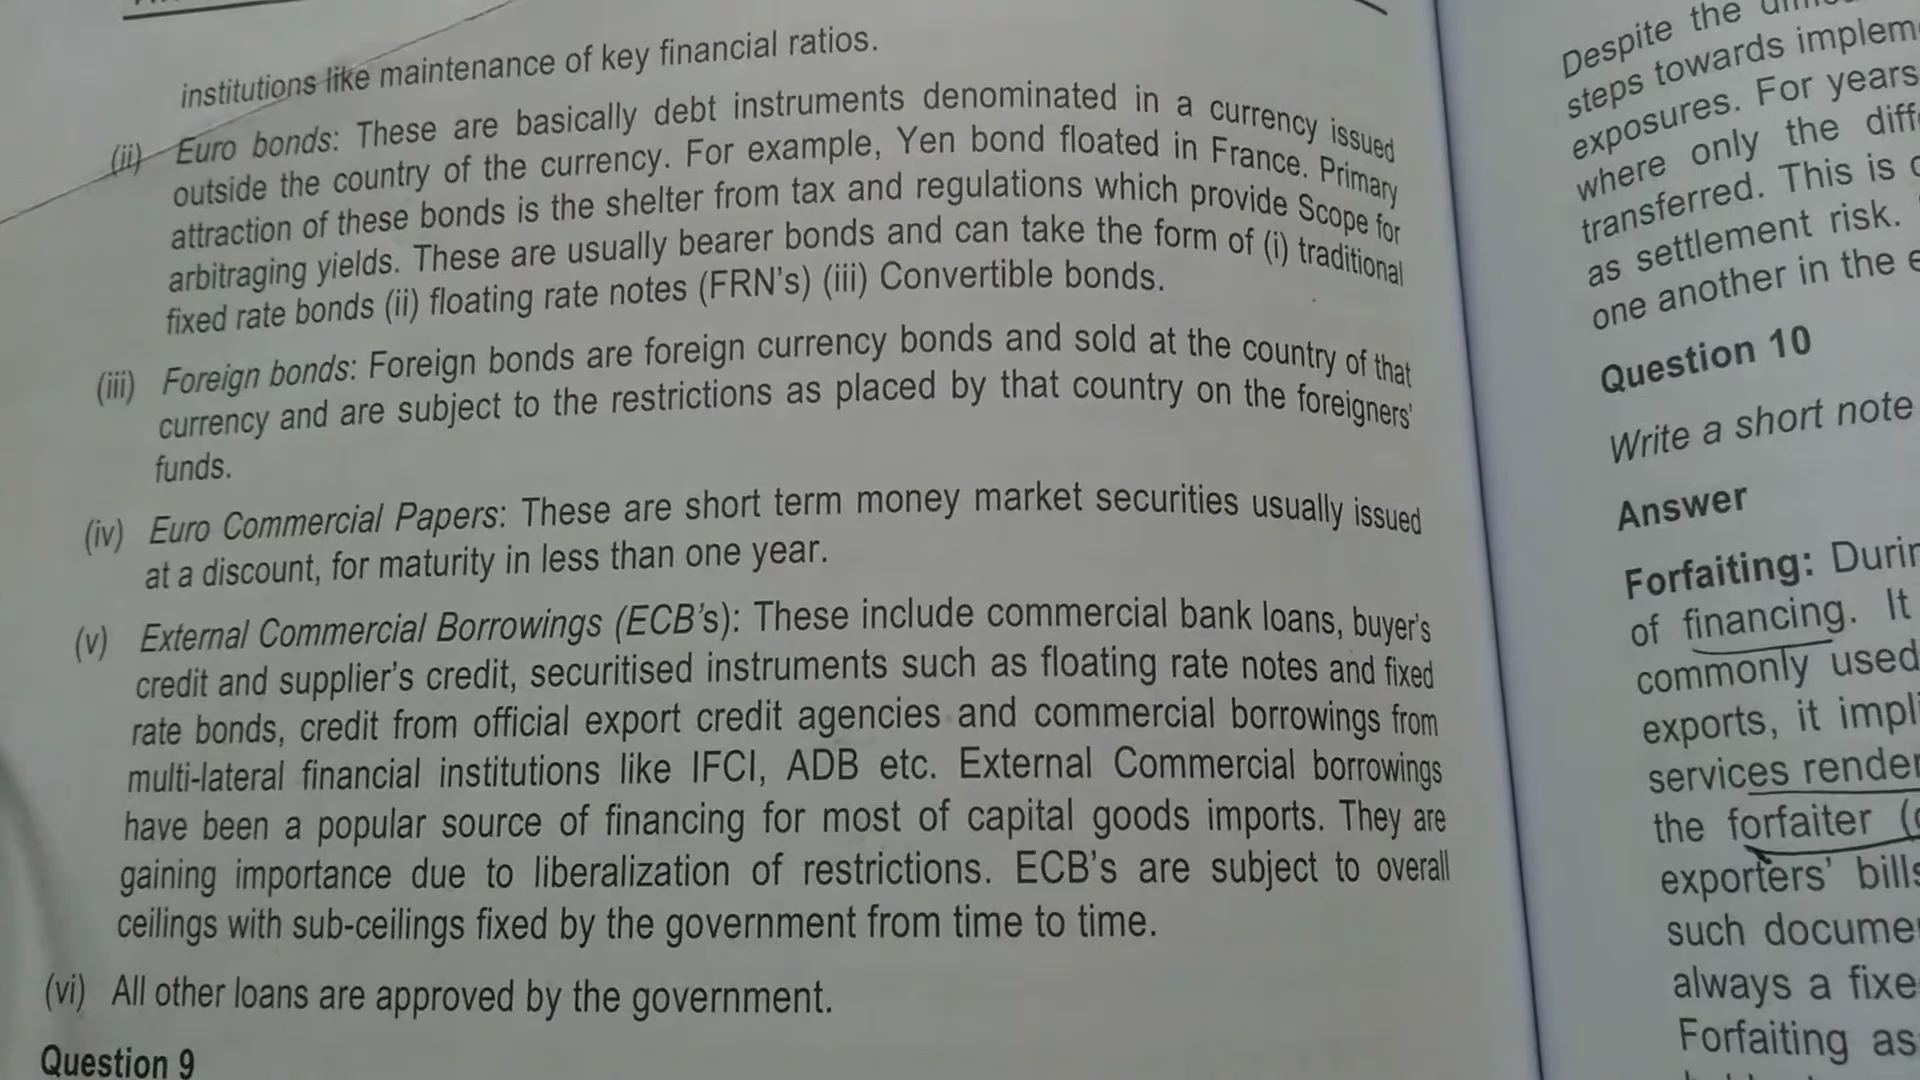 institutions like maintenance of key financial ratios.
(ii) Euro bonds: These are basically debt instruments denominated in a currency issued
outside the country of the currency. For example, Yen bond floated in France. Primary
attraction of these bonds is the shelter from tax and regulations which provide Scope for
arbitraging yields. These are usually bearer bonds and can take the form of (i) traditional
fixed rate bonds (ii) floating rate notes (FRN's) (iii) Convertible bonds.
(iii) Foreign bonds: Foreign bonds are foreign currency bonds and sold at the country of that
currency and are subject to the restrictions as placed by that country on the foreigners'
funds.
(iv) Euro Commercial Papers: These are short term money market securities usually issued
at a discount, for maturity in less than one year.
(v) External Commercial Borrowings (ECB's): These include commercial bank loans, buyer's
credit and supplier's credit, securitised instruments such as floating rate notes and fixed
rate bonds, credit from official export credit agencies and commercial borrowings from
multi-lateral financial institutions like IFCI, ADB etc. External Commercial borrowings
have been a popular source of financing for most of capital goods imports. They are
gaining importance due to liberalization of restrictions. ECB's are subject to overall
ceilings with sub-ceilings fixed by the government from time to time.
(vi) All other loans are approved by the government.
Question 9
Despite the
steps towards implem
exposures. For years
where only the diff
transferred. This is
as settlement risk.
one another in the
Question 10
Write a short note
Answer
Forfaiting: Durin
of financing. It
commonly used
exports, it impli
services render
the forfaiter
exporters' bills
such docume
always a fixe
Forfaiting as